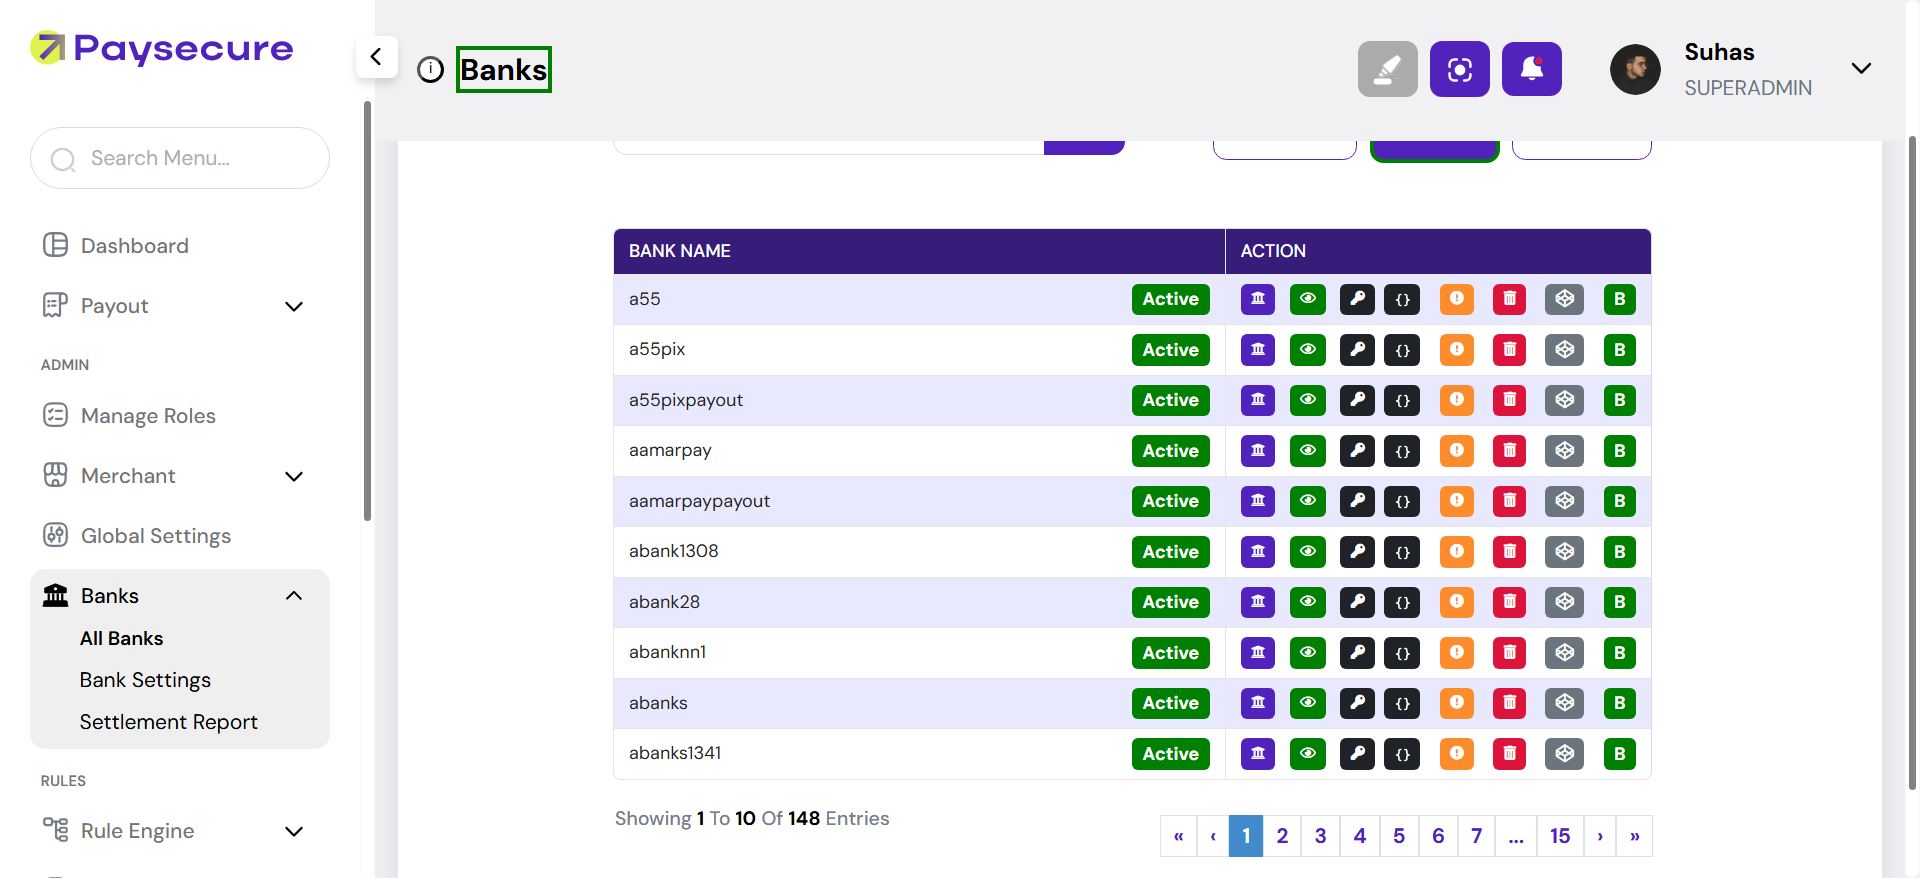 Paysecure
Banks
Suhas
SUPERADMIN
Search Menu...
Dashboard
Payout
ADMIN
Manage Roles
Merchant
Global Settings
Banks
All Banks
Bank Settings
Settlement Report
RULES
Rule Engine
BANK NAME ACTION
a55 Active {} B
a55pix Active {} B
a55pixpayout Active {} B
aamarpay Active {} B
aamarpaypayout Active {} B
abank1308 Active {} B
abank28 Active {} B
abanknn1 Active {} B
abanks Active {} B
abanks1341 Active {} B
Showing 1 To 10 Of 148 Entries
« ‹ 1 2 3 4 5 6 7 ... 15 › »